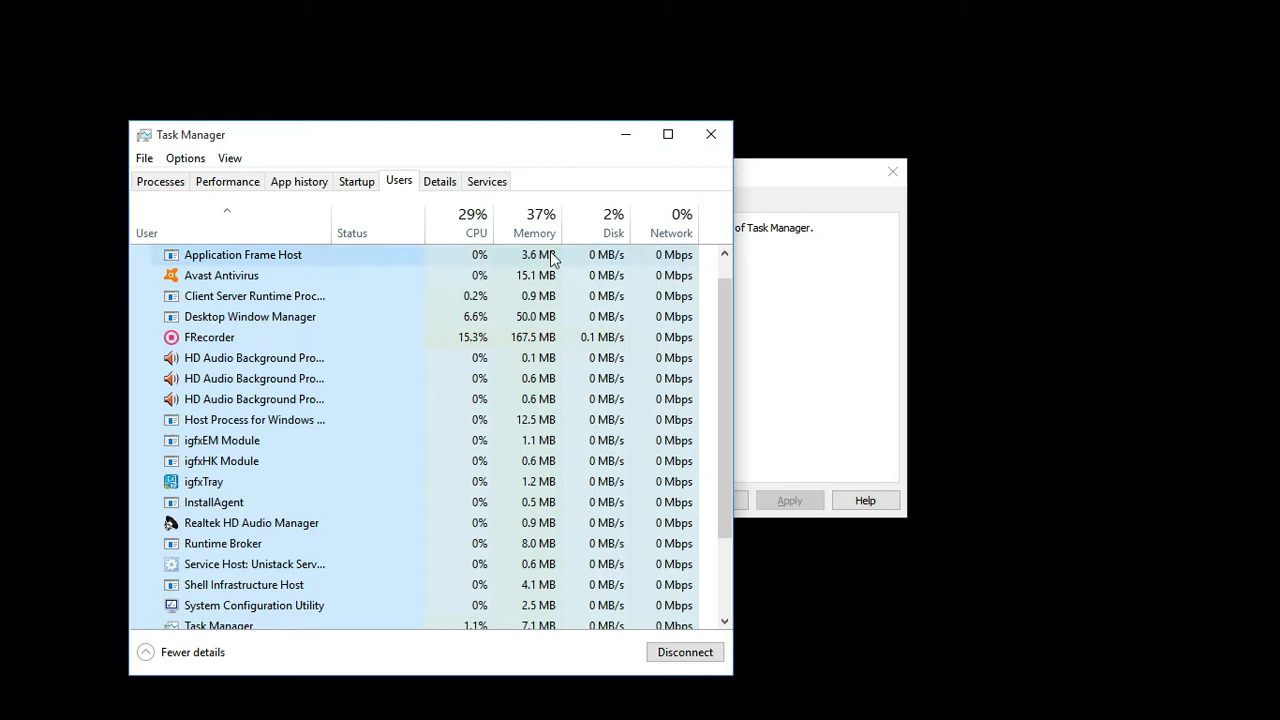 Task Manager
File Options View
Processes Performance App history Startup Users Details Services
29% 37% 2% 0%
User Status CPU Memory Disk Network
of Task Manager.
Application Frame Host 0% 3.6 MB 0 MB/s 0 Mbps
Avast Antivirus 0% 15.1 MB 0 MB/s 0 Mbps
Client Server Runtime Proc... 0.2% 0.9 MB 0 MB/s 0 Mbps
Desktop Window Manager 6.6% 50.0 MB 0 MB/s 0 Mbps
FRecorder 15.3% 167.5 MB 0.1 MB/s 0 Mbps
HD Audio Background Pro... 0% 0.1 MB 0 MB/s 0 Mbps
HD Audio Background Pro... 0% 0.6 MB 0 MB/s 0 Mbps
HD Audio Background Pro... 0% 0.6 MB 0 MB/s 0 Mbps
Host Process for Windows ... 0% 12.5 MB 0 MB/s 0 Mbps
igfxEM Module 0% 1.1 MB 0 MB/s 0 Mbps
igfxHK Module 0% 0.6 MB 0 MB/s 0 Mbps
igfxTray 0% 1.2 MB 0 MB/s 0 Mbps
InstallAgent 0% 0.5 MB 0 MB/s 0 Mbps
Realtek HD Audio Manager 0% 0.9 MB 0 MB/s 0 Mbps
Runtime Broker 0% 8.0 MB 0 MB/s 0 Mbps
Service Host: Unistack Serv... 0% 0.6 MB 0 MB/s 0 Mbps
Shell Infrastructure Host 0% 4.1 MB 0 MB/s 0 Mbps
System Configuration Utility 0% 2.5 MB 0 MB/s 0 Mbps
Task Manager 1.1% 7.1 MB 0 MB/s 0 Mbps
Apply Help
Fewer details Disconnect